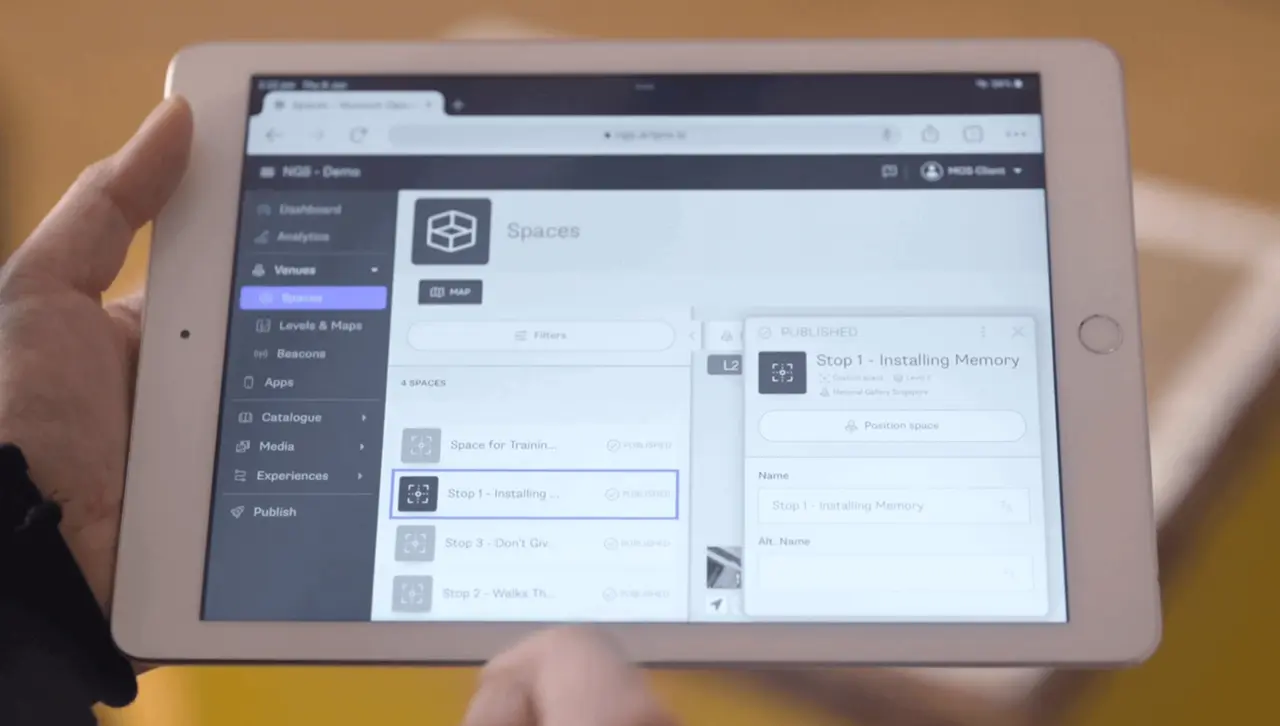 NGS - Demo
NGS Client
Dashboard
Analytics
Venues
Spaces
Levels & Maps
Beacons
Apps
Catalogue
Media
Experiences
Publish
Spaces
MAP
Filters
4 SPACES
Space for Trainin... PUBLISHED
Stop 1 - Installing ... PUBLISHED
Stop 3 - Don't Giv... PUBLISHED
Stop 2 - Walks Th... PUBLISHED
L2
PUBLISHED
Stop 1 - Installing Memory
National Gallery Singapore
Position space
Name
Stop 1 - Installing Memory
Alt. Name